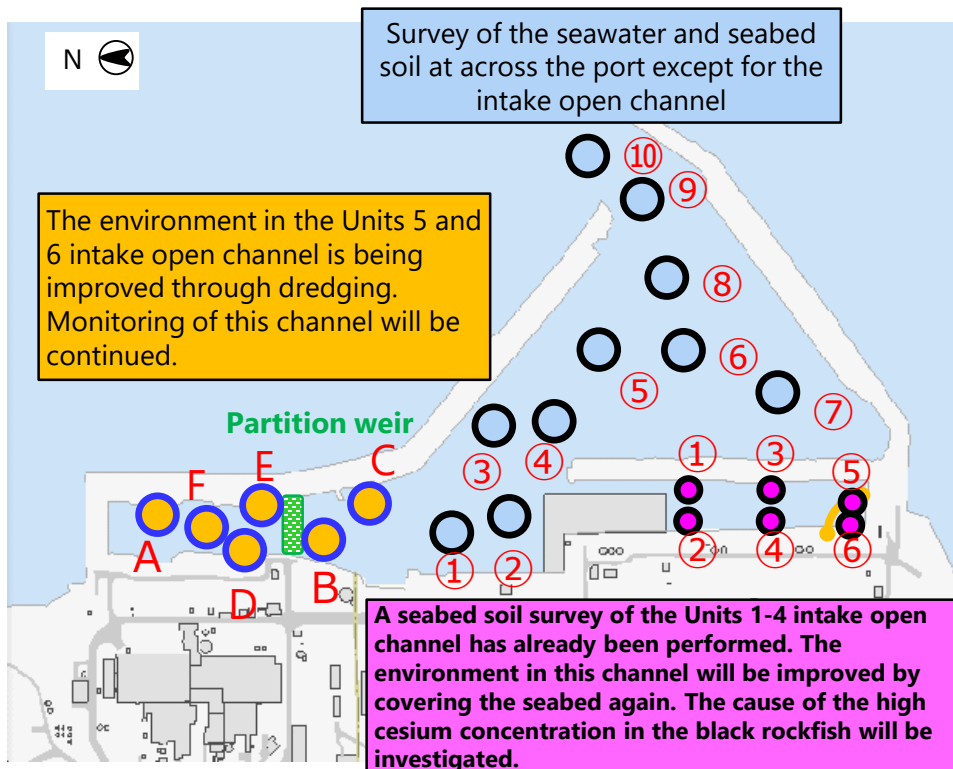 N
Survey of the seawater and seabed
soil at across the port except for the
intake open channel
⑩
⑨
The environment in the Units 5 and
6 intake open channel is being
improved through dredging.
Monitoring of this channel will be
continued.
⑧
⑥
⑤
⑦
Partition weir
③
④
C
E
F
A
D
B
①
②
①
③
⑤
②
④
⑥
A seabed soil survey of the Units 1-4 intake open
channel has already been performed. The
environment in this channel will be improved by
covering the seabed again. The cause of the high
cesium concentration in the black rockfish will be
investigated.